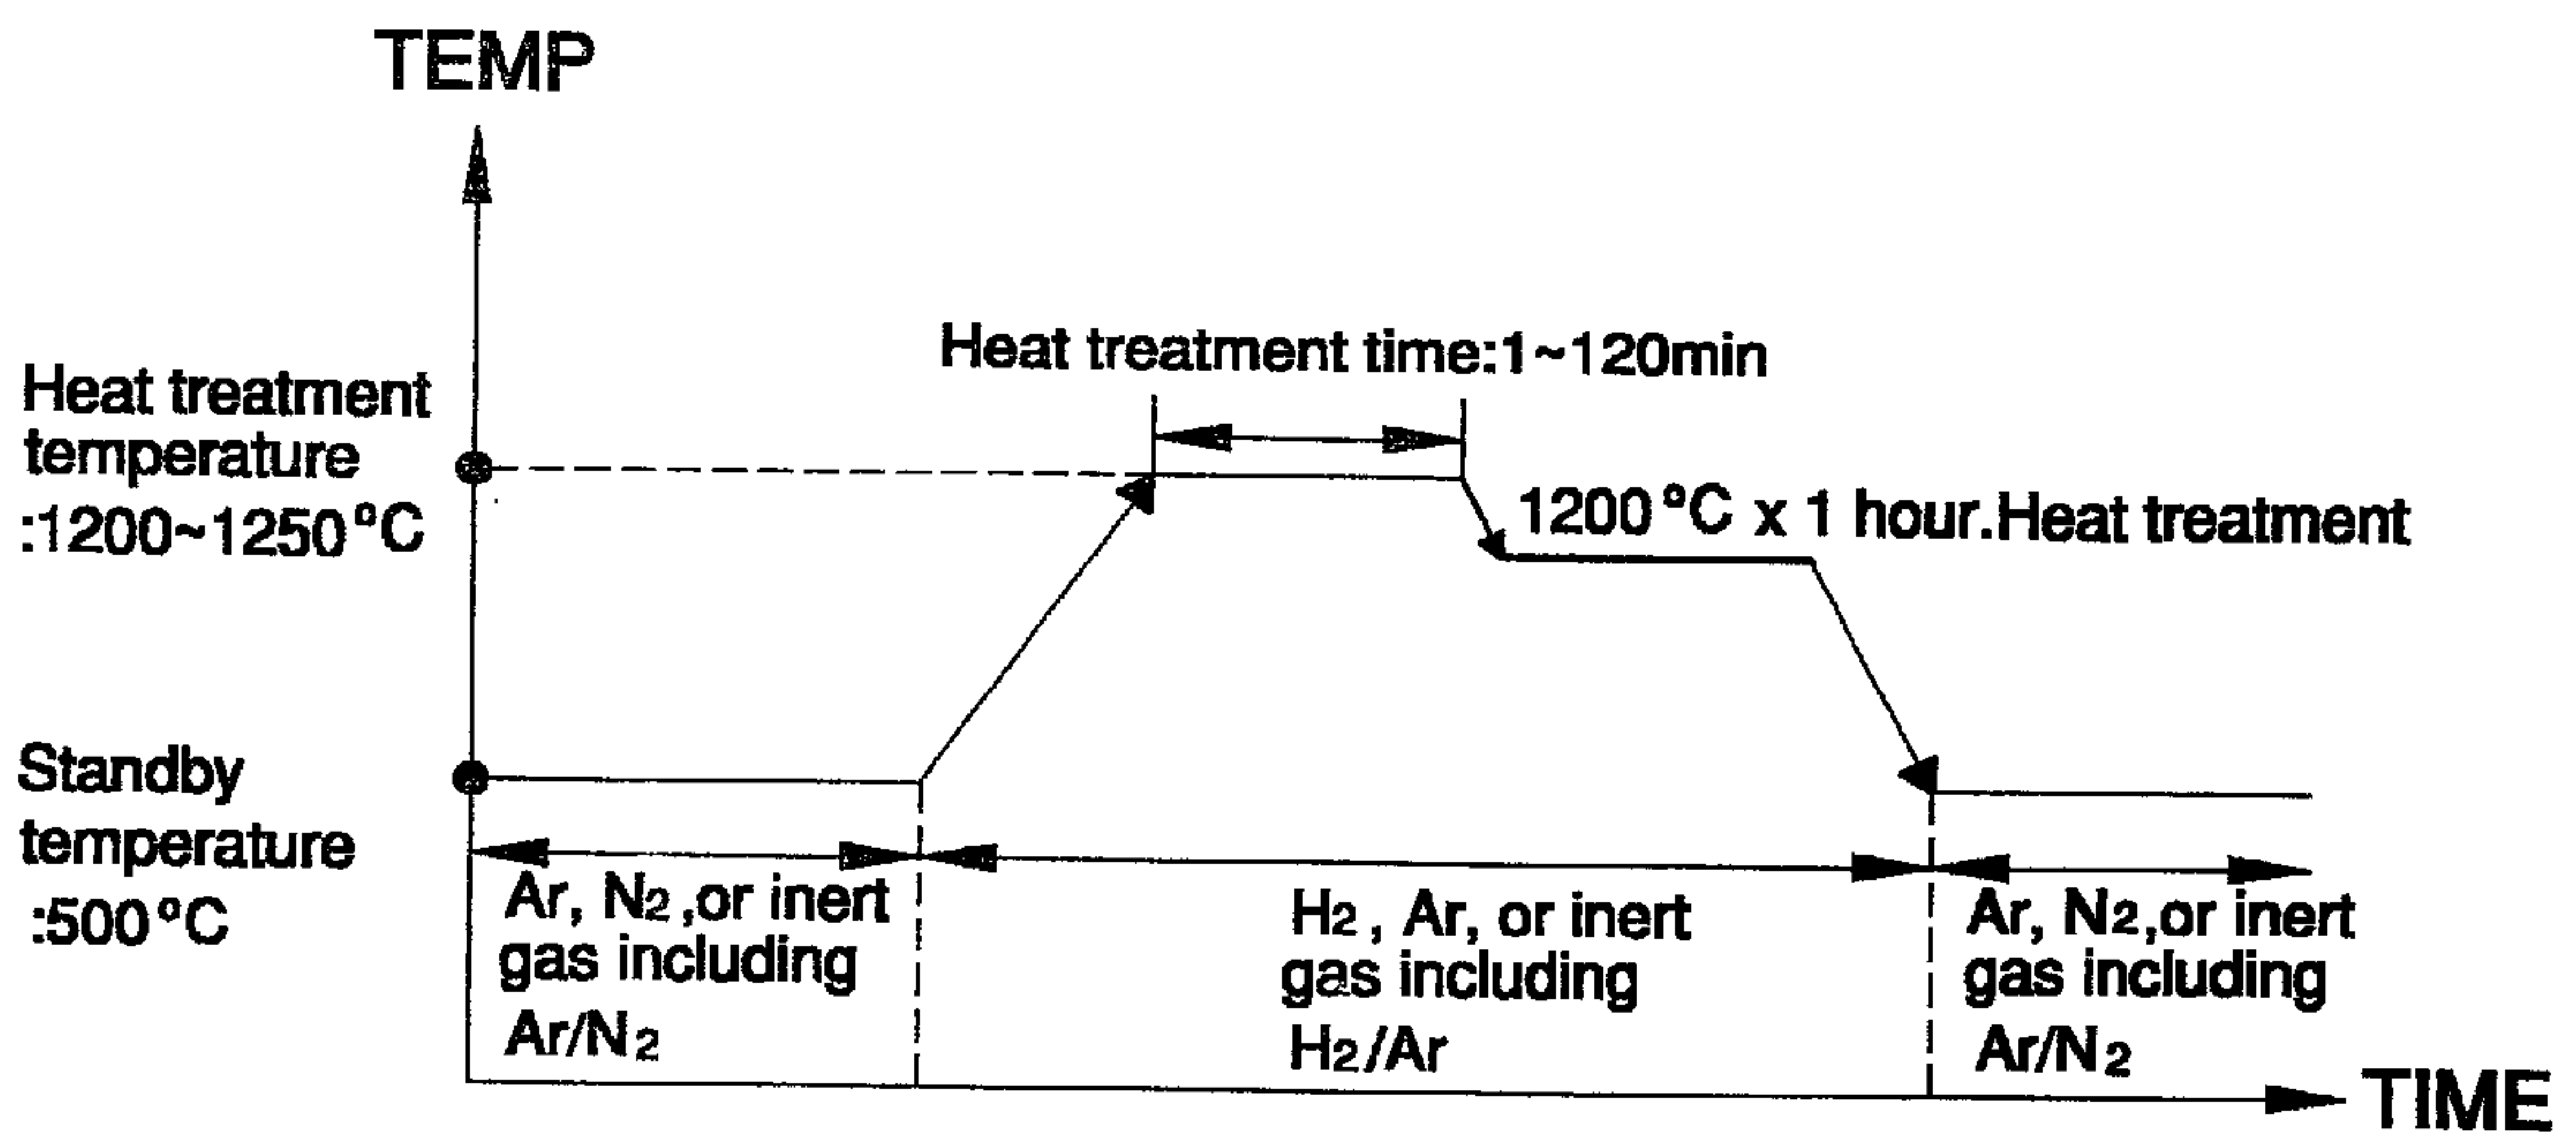 TEMP
Heat treatment time:1~120min
Heat treatment
temperature
:1200~1250°C
1200°C x 1 hour.Heat treatment
Standby
temperature
:500°C
Ar, N2,or inert
gas including
Ar/N2
H2, Ar, or inert
gas including
H2/Ar
Ar, N2,or inert
gas including
Ar/N2
TIME